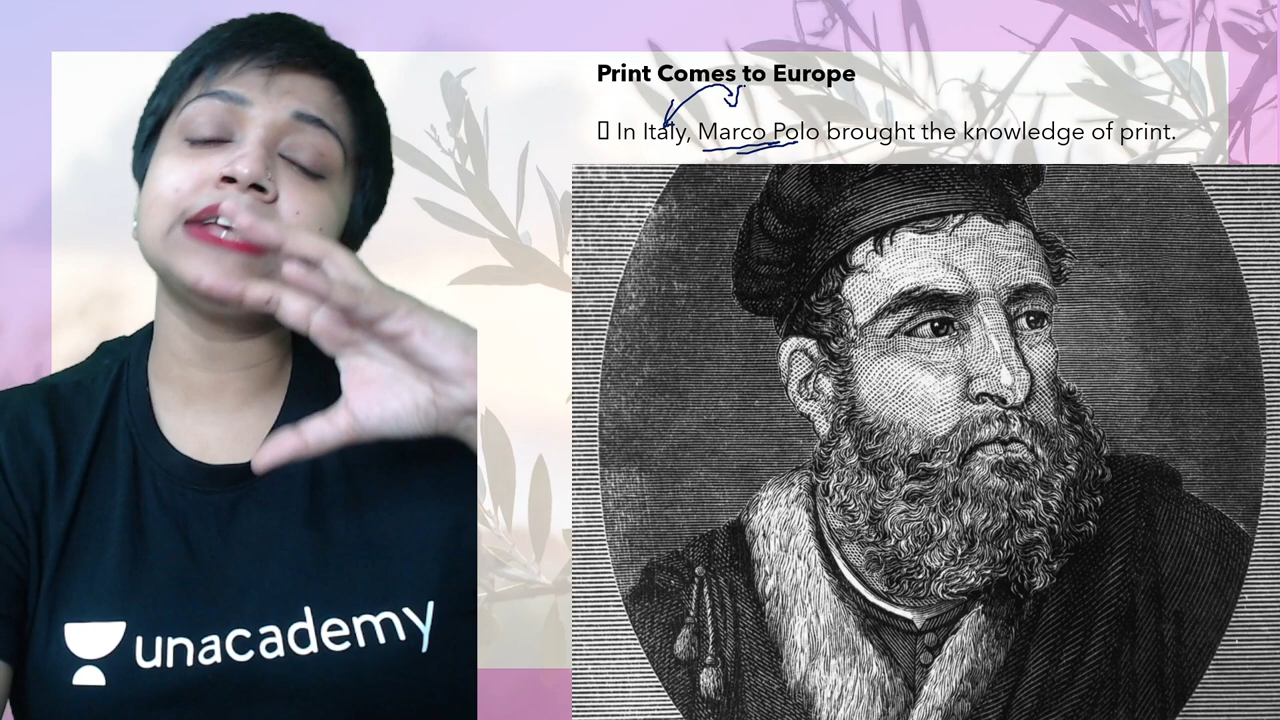 Print Comes to Europe
▯ In Italy, Marco Polo brought the knowledge of print.
unacademy